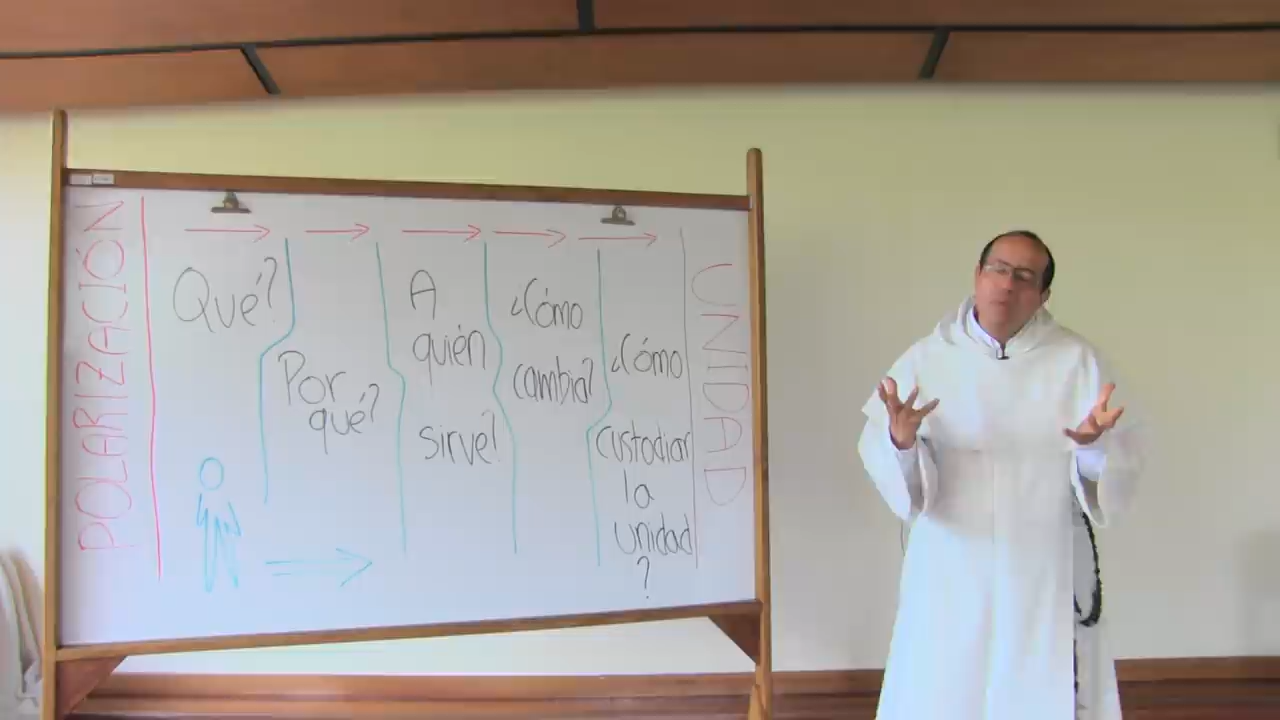 POLARIZACIÓN
Qué?
Por
qué?
A
quién
sirve?
¿Cómo
cambia?
¿Cómo
custodiar
la
unidad
?
UNIDAD